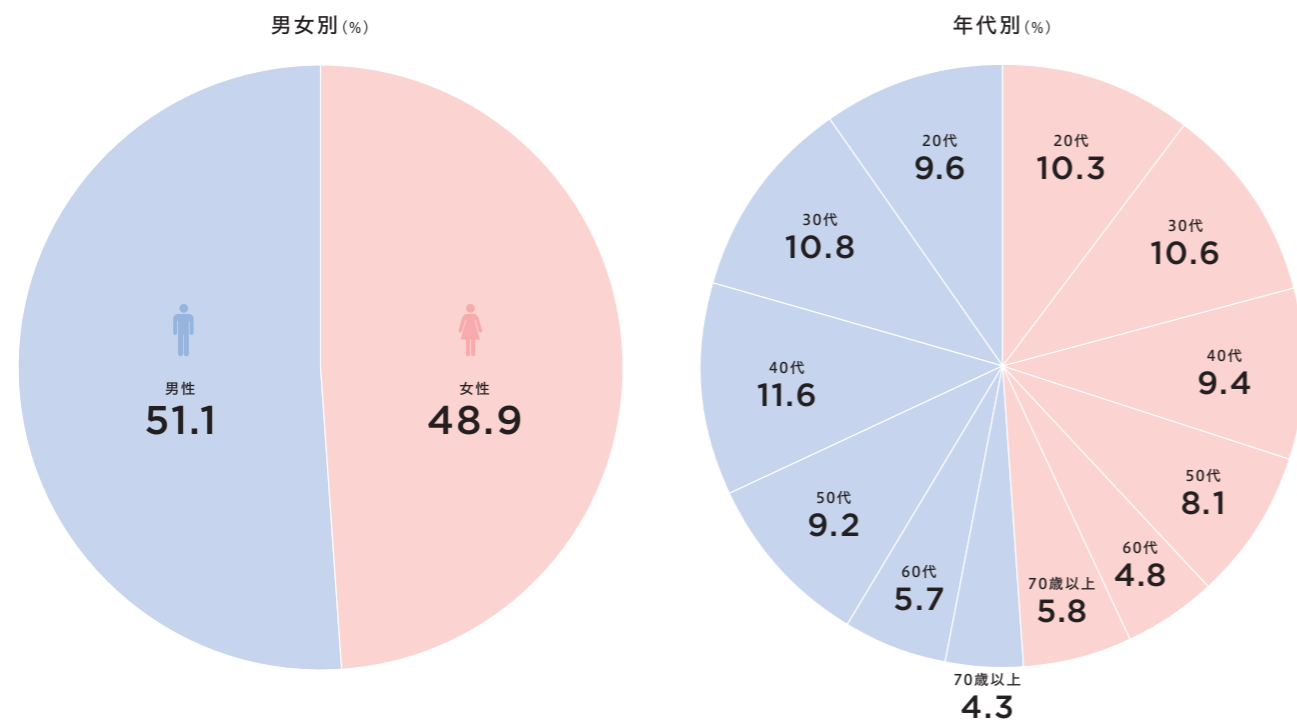 男女別(%)
男性
51.1
女性
48.9
年代別(%)
20代
9.6
20代
10.3
30代
10.8
30代
10.6
40代
11.6
40代
9.4
50代
9.2
50代
8.1
60代
5.7
60代
4.8
70歳以上
5.8
70歳以上
4.3